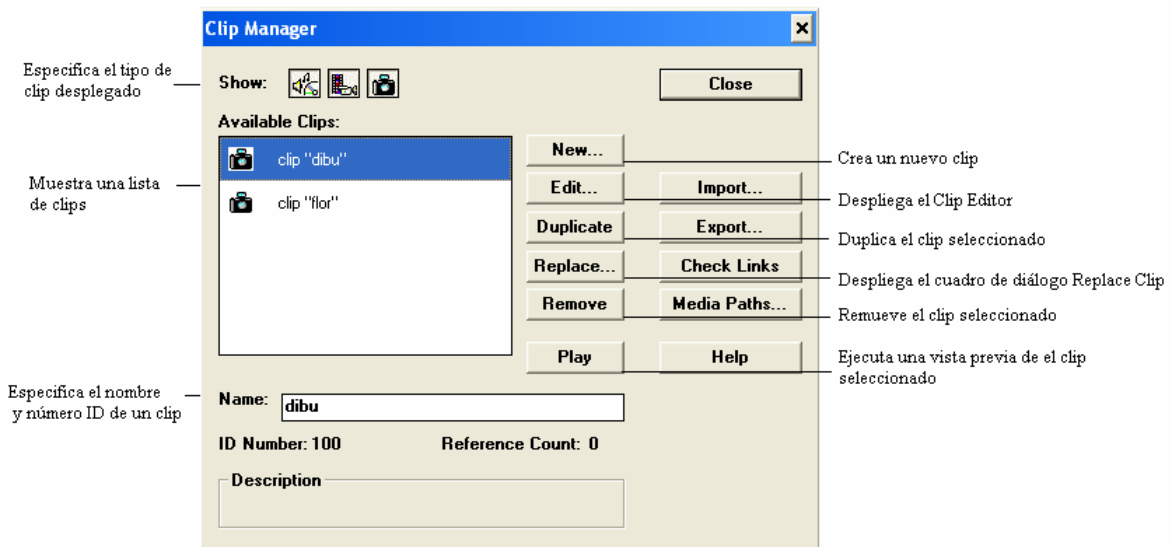 Clip Manager
Especifica el tipo de
clip desplegado
Show:
Close
Available Clips:
clip "dibu"
clip "flor"
Muestra una lista
de clips
New...
Crea un nuevo clip
Edit...
Import...
Despliega el Clip Editor
Duplicate
Export...
Duplica el clip seleccionado
Replace...
Check Links
Despliega el cuadro de diálogo Replace Clip
Remove
Media Paths...
Remueve el clip seleccionado
Play
Help
Ejecuta una vista previa de el clip
seleccionado
Especifica el nombre
y número ID de un clip
Name:
dibu
ID Number: 100
Reference Count: 0
Description